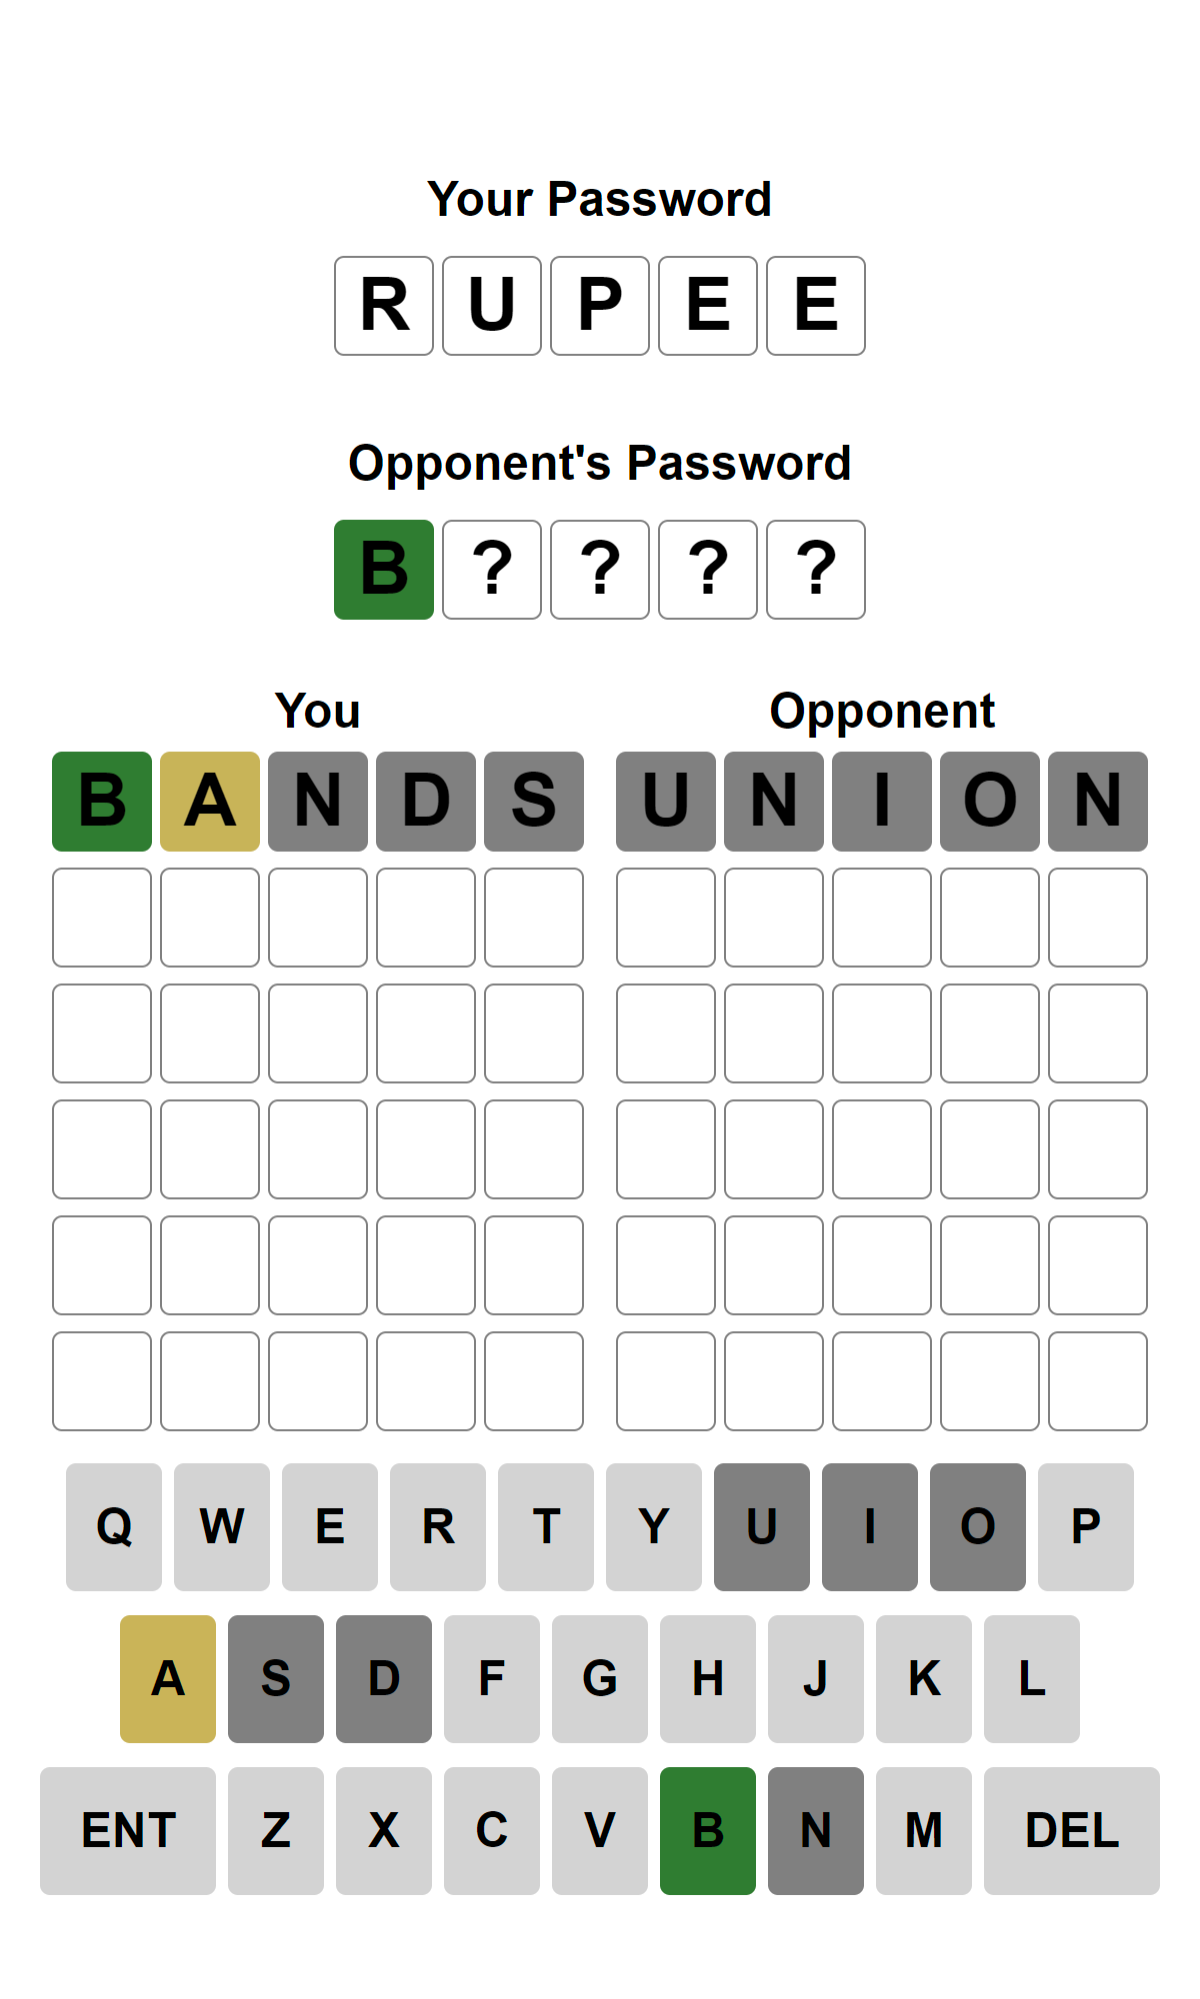 Your Password
R U P E E
Opponent's Password
B ? ? ? ?
You Opponent
B A N D S U N I O N
Q W E R T Y U I O P
A S D F G H J K L
ENT Z X C V B N M DEL